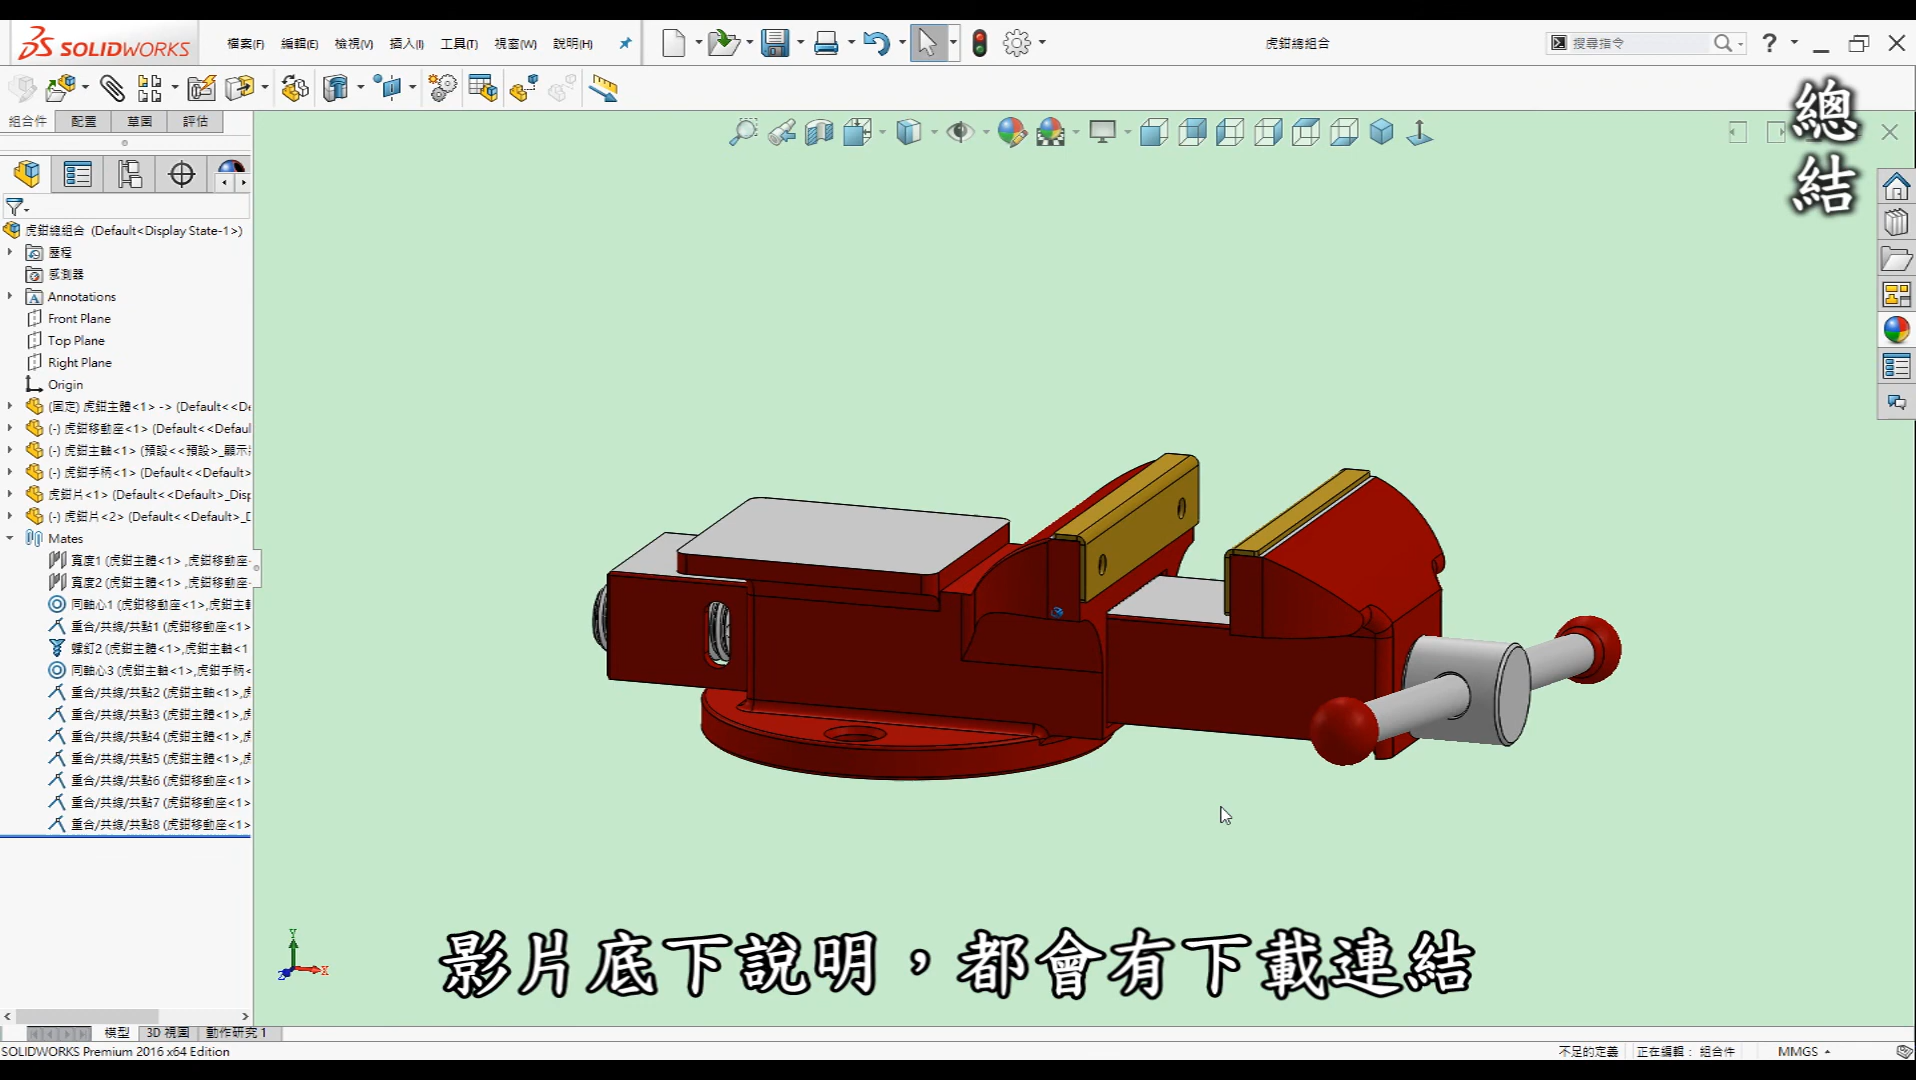 SOLIDWORKS
檔案(F)
編輯(E)
檢視(V)
插入(I)
工具(T)
視窗(W)
說明(H)
虎鉗總組合
搜尋指令
總結
組合件
配置
草圖
評估
虎鉗總組合 (Default<Display State-1>)
歷程
感測器
Annotations
Front Plane
Top Plane
Right Plane
Origin
(固定) 虎鉗主體<1> -> (Default<<De
(-) 虎鉗移動座<1> (Default<<Defaul
(-) 虎鉗主軸<1> (預設<<預設>_顯示
(-) 虎鉗手柄<1> (Default<<Default>
虎鉗片<1> (Default<<Default>_Disp
(-) 虎鉗片<2> (Default<<Default>_D
Mates
寬度1 (虎鉗主體<1> ,虎鉗移動座
寬度2 (虎鉗主體<1> ,虎鉗移動座
同軸心1 (虎鉗移動座<1>,虎鉗主
重合/共線/共點1 (虎鉗移動座<1>
螺釘2 (虎鉗主體<1>,虎鉗主軸<1
同軸心3 (虎鉗主軸<1>,虎鉗手柄<
重合/共線/共點2 (虎鉗主軸<1>,
重合/共線/共點3 (虎鉗主體<1>,
重合/共線/共點4 (虎鉗主體<1>,
重合/共線/共點5 (虎鉗主體<1>,
重合/共線/共點6 (虎鉗移動座<1>
重合/共線/共點7 (虎鉗移動座<1>
重合/共線/共點8 (虎鉗移動座<1>
Y
X
Z
影片底下說明，都會有下載連結
模型
3D 視圖
動作研究 1
SOLIDWORKS Premium 2016 x64 Edition
不足的定義
正在編輯： 組合件
MMGS